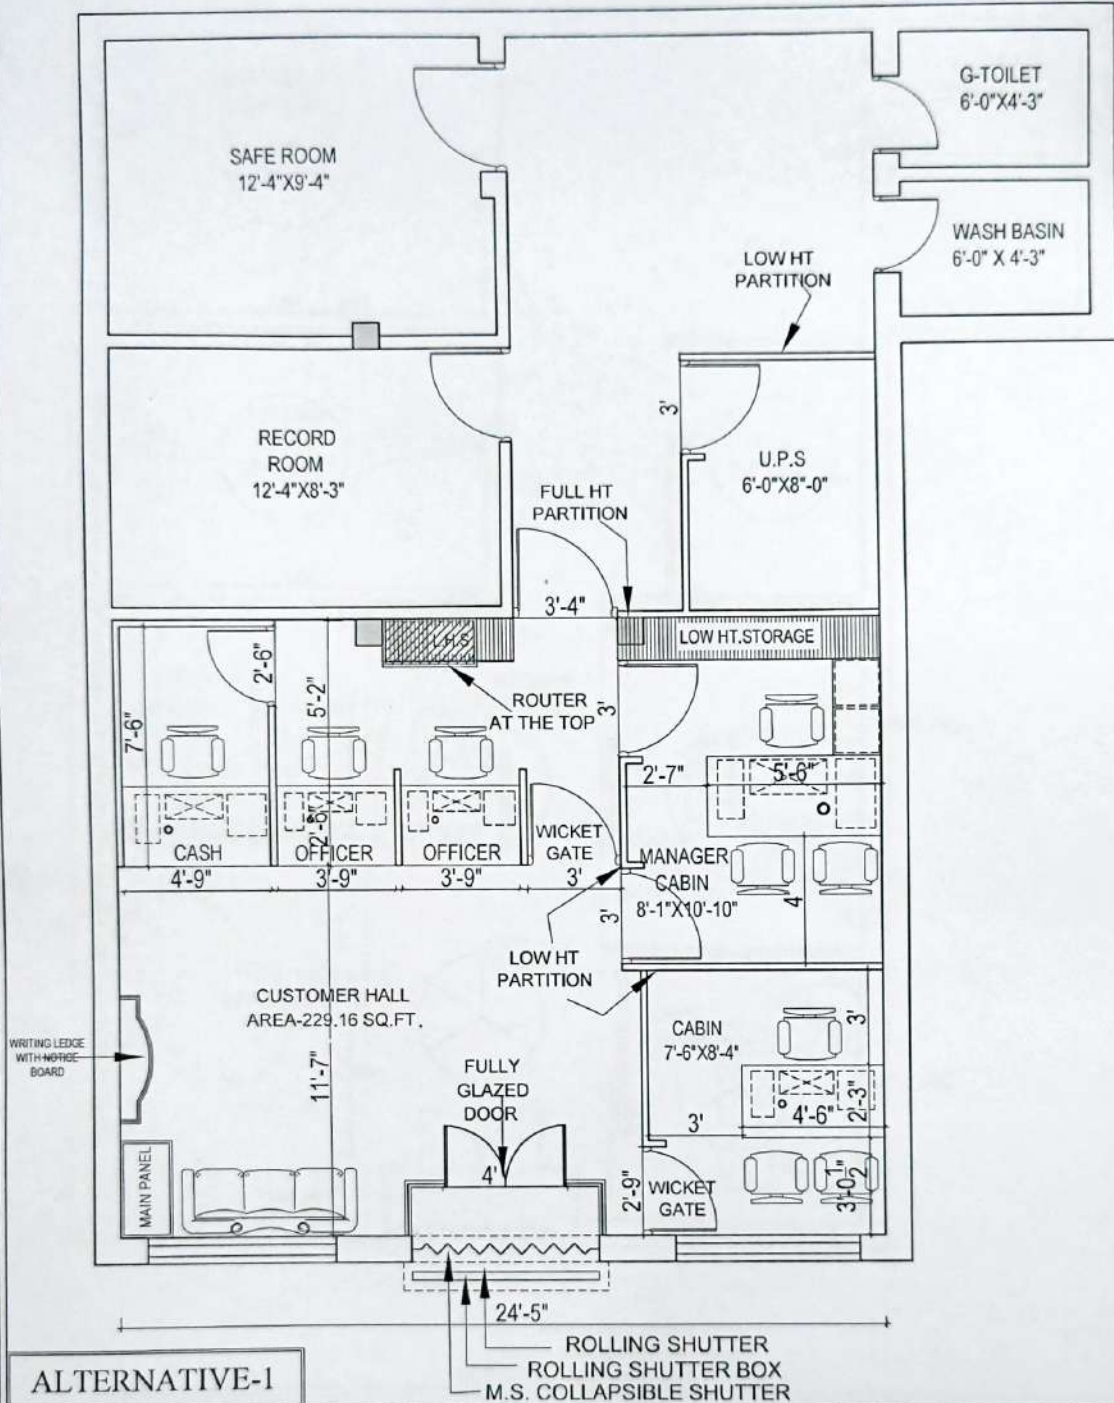 SAFE ROOM
12'-4"X9'-4"
G-TOILET
6'-0"X4'-3"
WASH BASIN
6'-0" X 4'-3"
LOW HT
PARTITION
RECORD
ROOM
12'-4"X8'-3"
3'
U.P.S
6'-0"X8"-0"
FULL HT
PARTITION
3'-4"
L.H.S
LOW HT.STORAGE
ROUTER
AT THE TOP
7'-6"
2'-6"
5'-2"
3'
2'-7"
5'-6"
2'-6"
CASH
OFFICER
OFFICER
WICKET
GATE
MANAGER
CABIN
8'-1"X10'-10"
4'-9"
3'-9"
3'-9"
3'
3'
4
LOW HT
PARTITION
CUSTOMER HALL
AREA-229.16 SQ.FT.
WRITING LEDGE
WITH NOTICE
BOARD
11'-7"
CABIN
7'-6"X8'-4"
3'
FULLY
GLAZED
DOOR
4'
3'
4'-6"
2'-3"
MAIN PANEL
2'-9"
WICKET
GATE
3'-0 1/2"
24'-5"
ROLLING SHUTTER
ROLLING SHUTTER BOX
M.S. COLLAPSIBLE SHUTTER
ALTERNATIVE-1